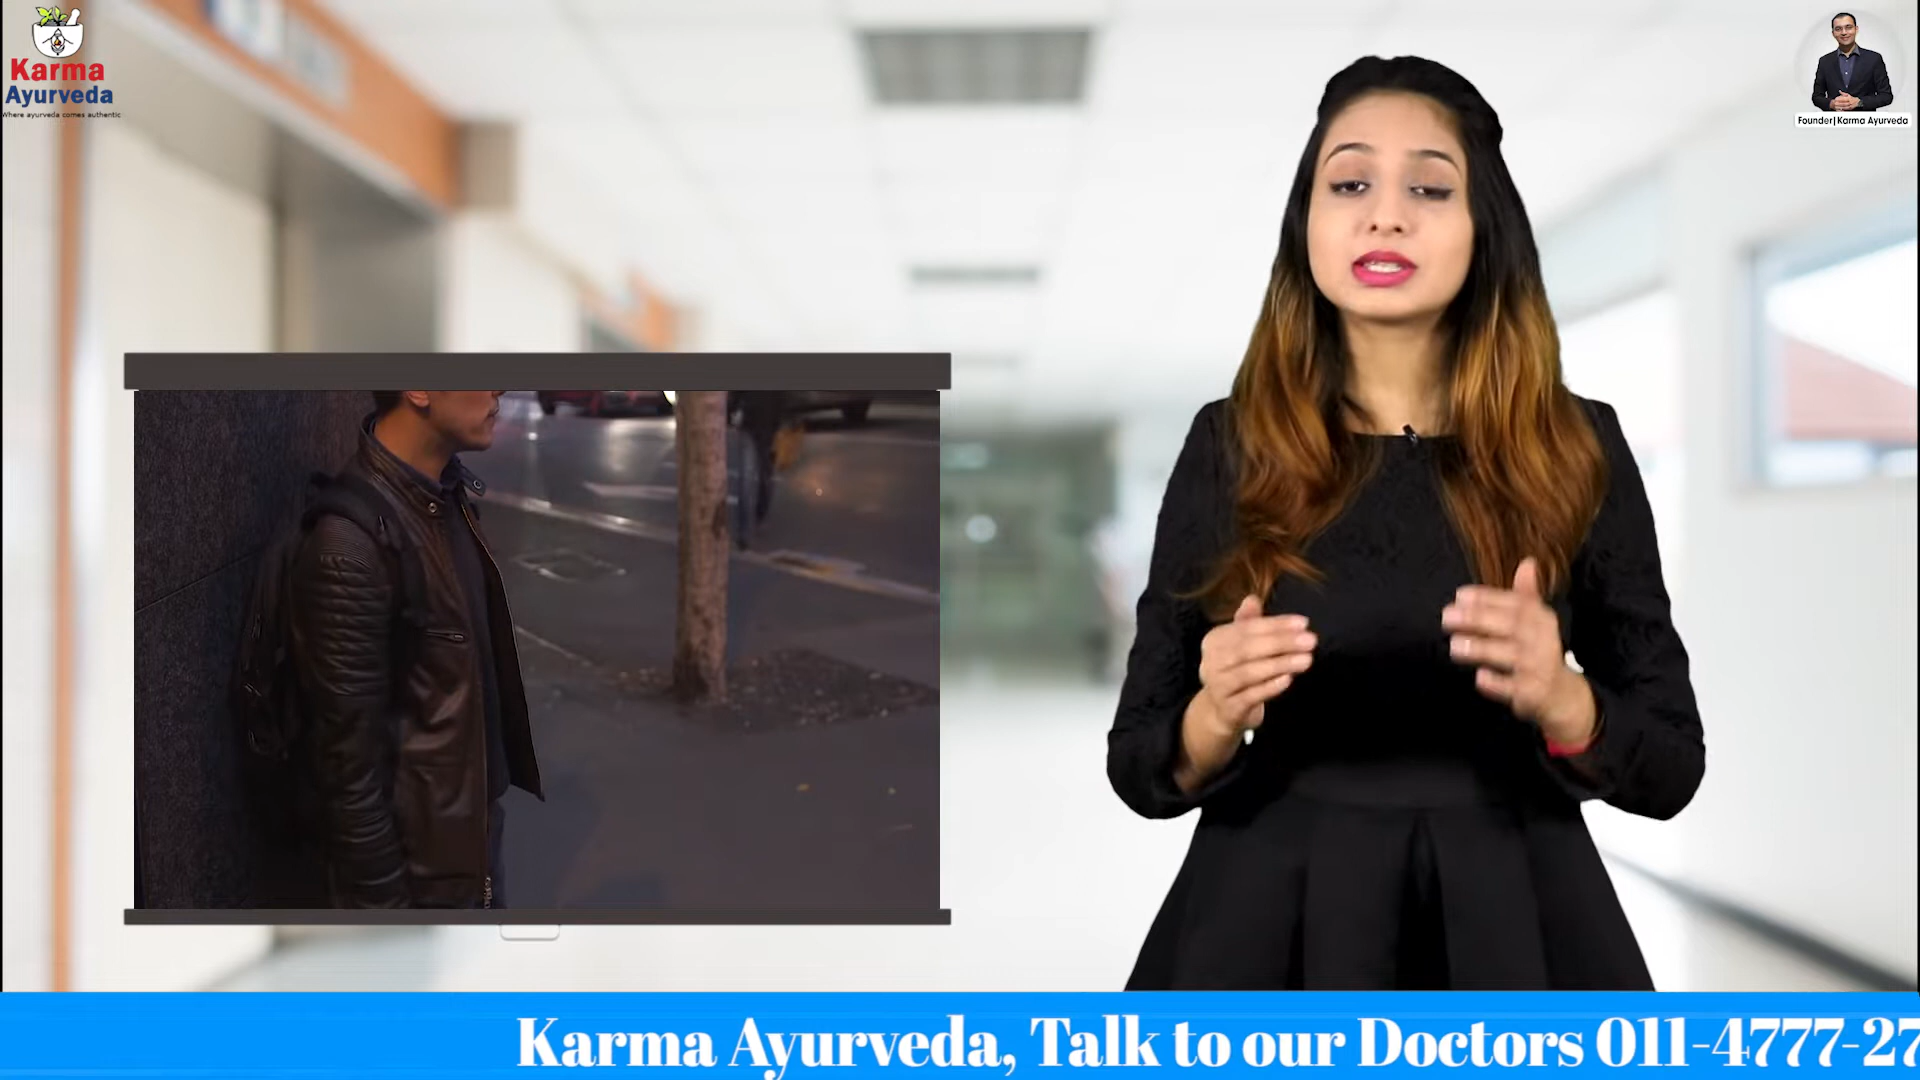 Karma
Ayurveda
Where ayurveda comes authentic
Founder|Karma Ayurveda
Karma Ayurveda, Talk to our Doctors 011-4777-27